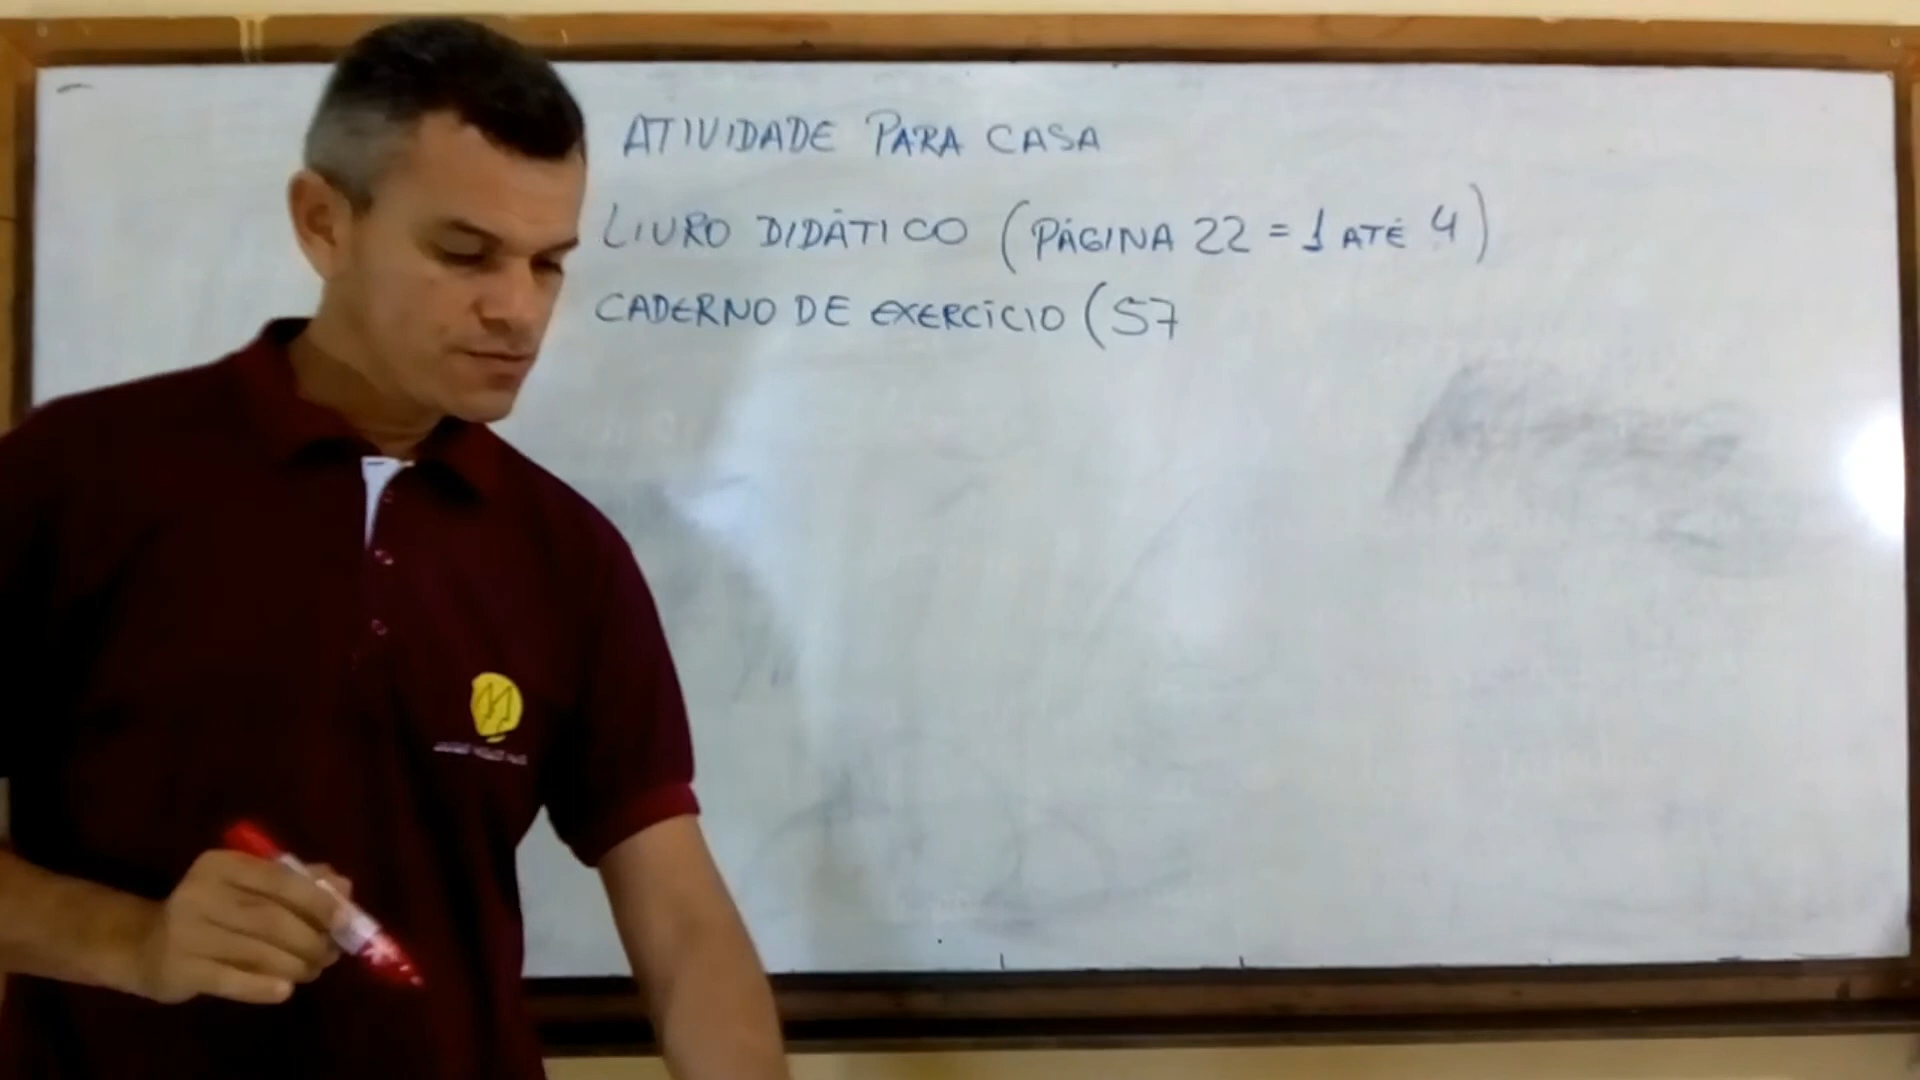 ATIVIDADE PARA CASA
LIVRO DIDÁTICO (PÁGINA 22 = 1 ATÉ 4)
CADERNO DE EXERCÍCIO (57